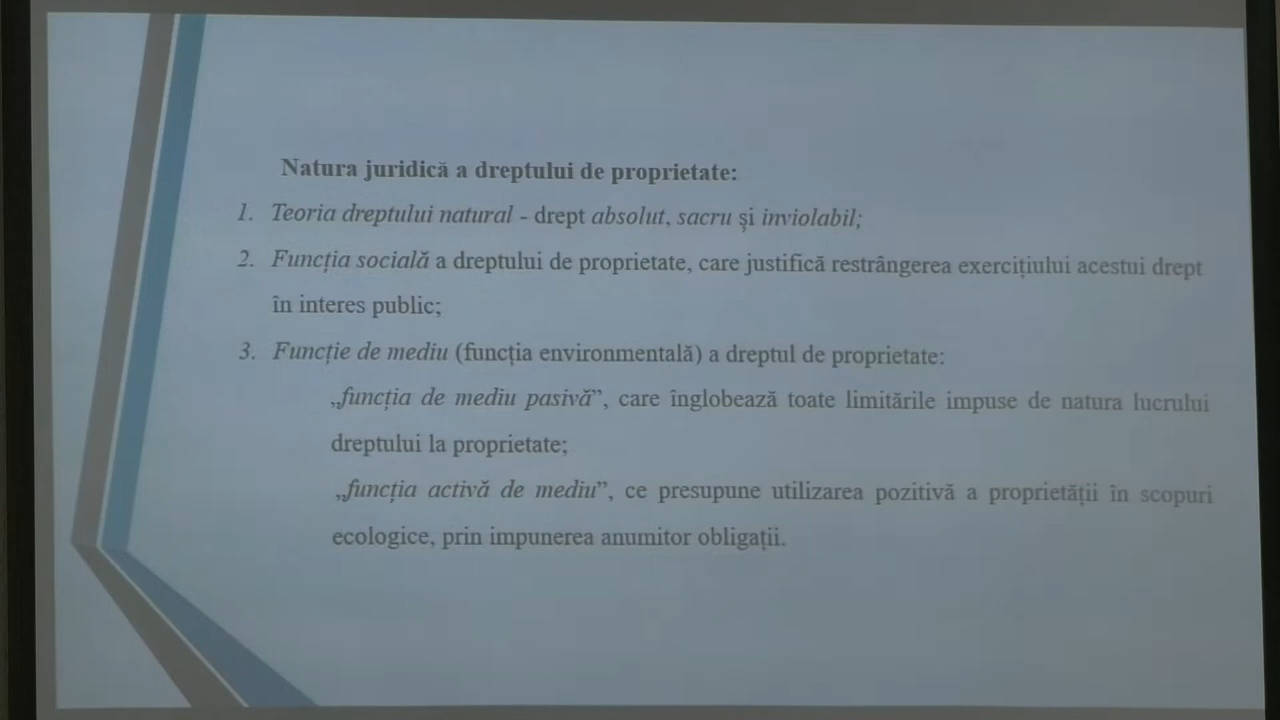 Natura juridică a dreptului de proprietate:
1. Teoria dreptului natural - drept absolut, sacru și inviolabil;
2. Funcția socială a dreptului de proprietate, care justifică restrângerea exercițiului acestui drept
în interes public;
3. Funcție de mediu (funcția environmentală) a dreptul de proprietate:
„funcția de mediu pasivă”, care înglobează toate limitările impuse de natura lucrului
dreptului la proprietate;
„funcția activă de mediu”, ce presupune utilizarea pozitivă a proprietății în scopuri
ecologice, prin impunerea anumitor obligații.